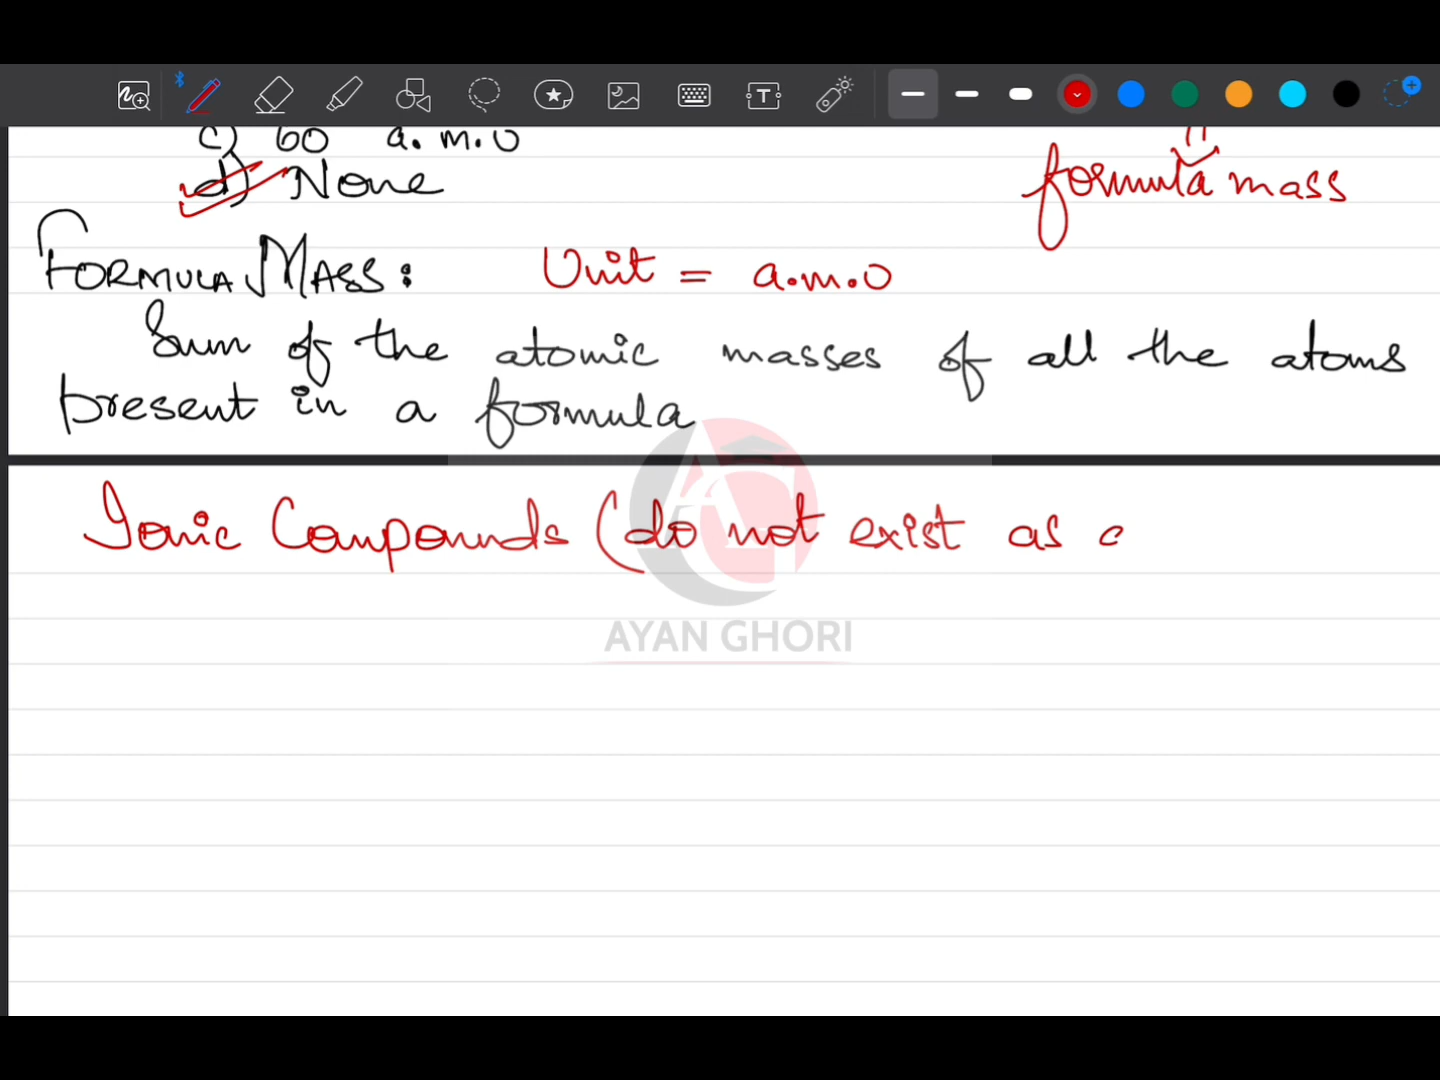 c) 60 a.m.u
d) None
formula mass
FORMULA MASS: Unit = a.m.u
Sum of the atomic masses of all the atoms
present in a formula
Ionic Compounds (do not exist as
AYAN GHORI